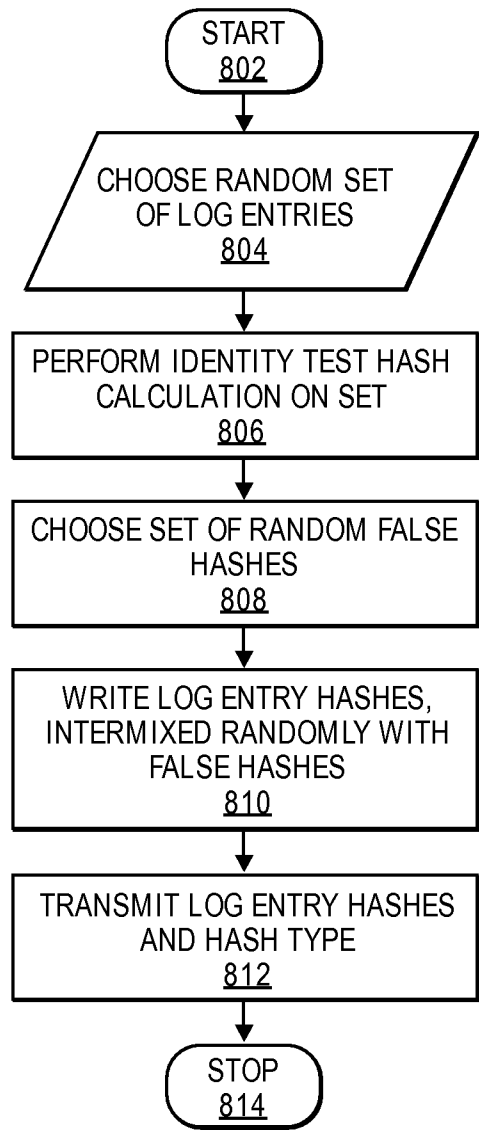 START
802
CHOOSE RANDOM SET
OF LOG ENTRIES
804
PERFORM IDENTITY TEST HASH
CALCULATION ON SET
806
CHOOSE SET OF RANDOM FALSE
HASHES
808
WRITE LOG ENTRY HASHES,
INTERMIXED RANDOMLY WITH
FALSE HASHES
810
TRANSMIT LOG ENTRY HASHES
AND HASH TYPE
812
STOP
814